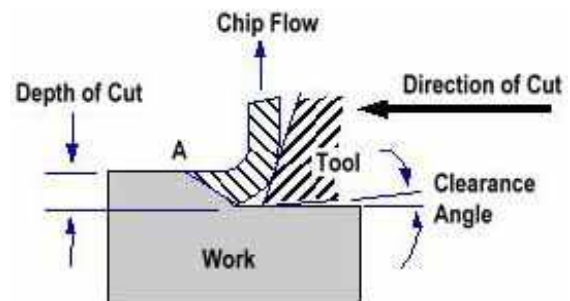 Chip Flow
Depth of Cut
Direction of Cut
A
Tool
Clearance
Angle
Work